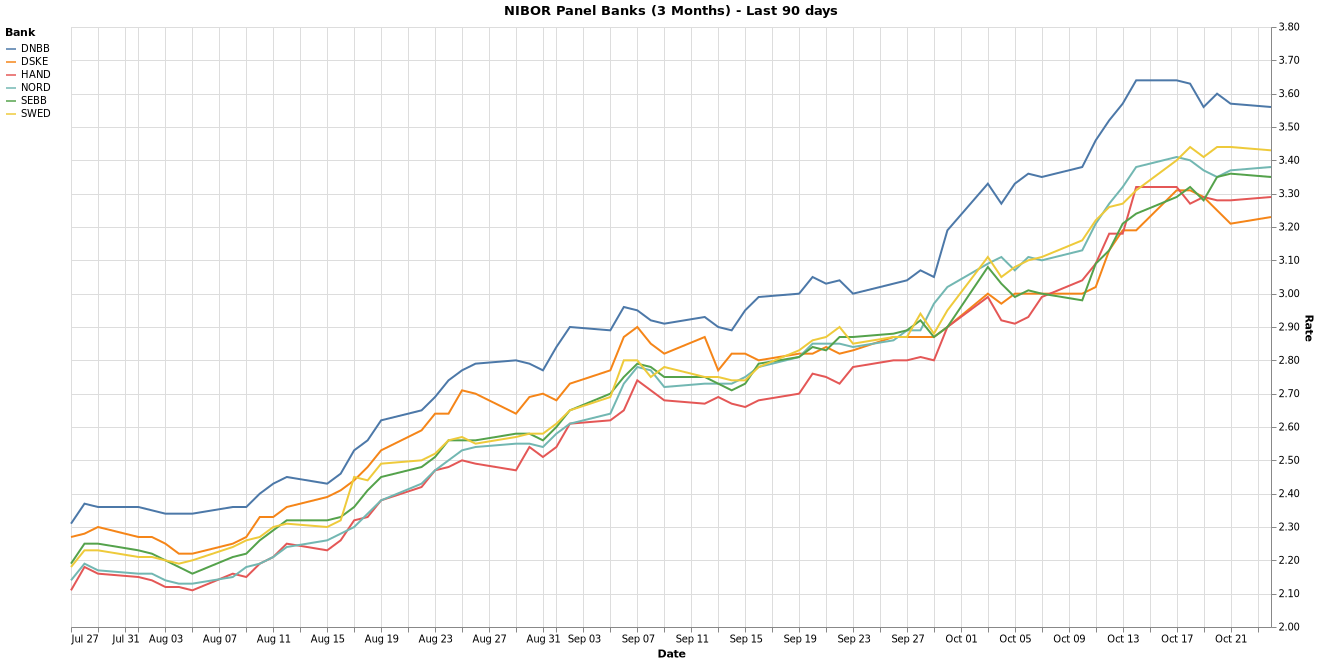 NIBOR Panel Banks (3 Months) - Last 90 days
Bank
DNBB
DSKE
HAND
NORD
SEBB
SWED
3.80
3.70
3.60
3.50
3.40
3.30
3.20
3.10
3.00
2.90
2.80
2.70
2.60
2.50
2.40
2.30
2.20
2.10
2.00
Rate
Jul 27 Jul 31 Aug 03 Aug 07 Aug 11 Aug 15 Aug 19 Aug 23 Aug 27 Aug 31 Sep 03 Sep 07 Sep 11 Sep 15 Sep 19 Sep 23 Sep 27 Oct 01 Oct 05 Oct 09 Oct 13 Oct 17 Oct 21
Date